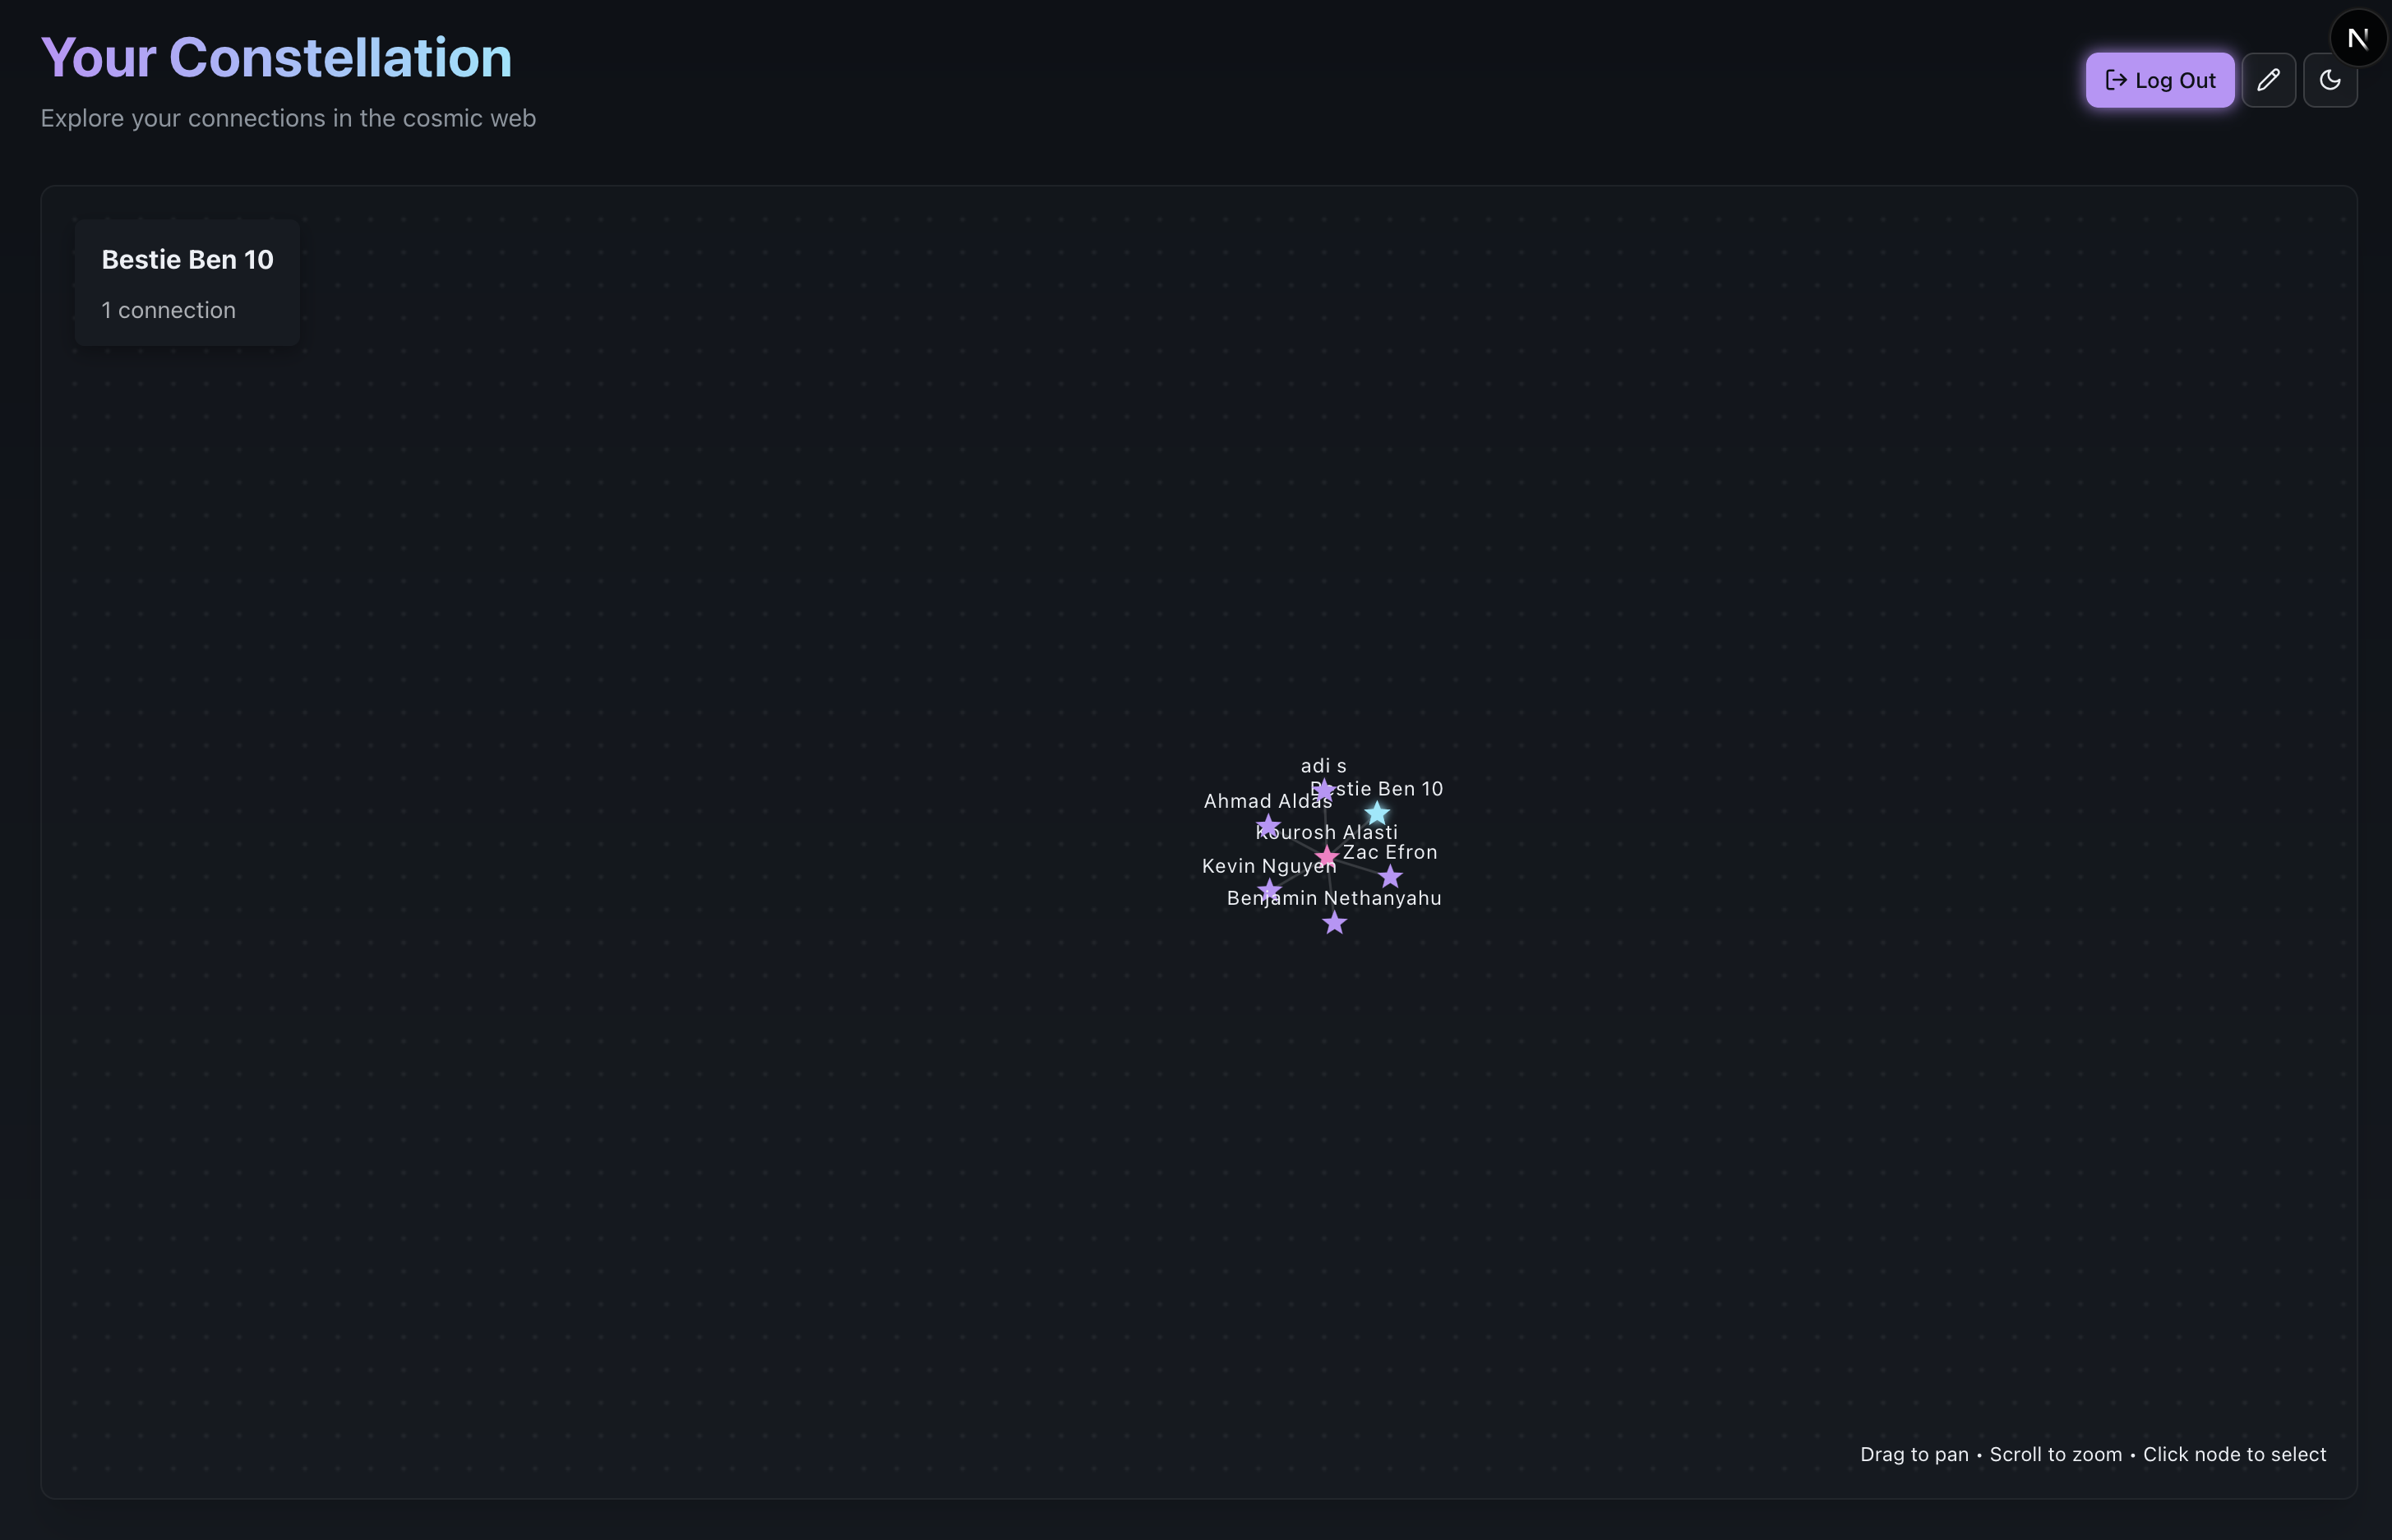 Your Constellation
Explore your connections in the cosmic web
Log Out
N
Bestie Ben 10
1 connection
adi s
Bestie Ben 10
Ahmad Aldas
Kourosh Alasti
Zac Efron
Kevin Nguyen
Benjamin Nethanyahu
Drag to pan • Scroll to zoom • Click node to select